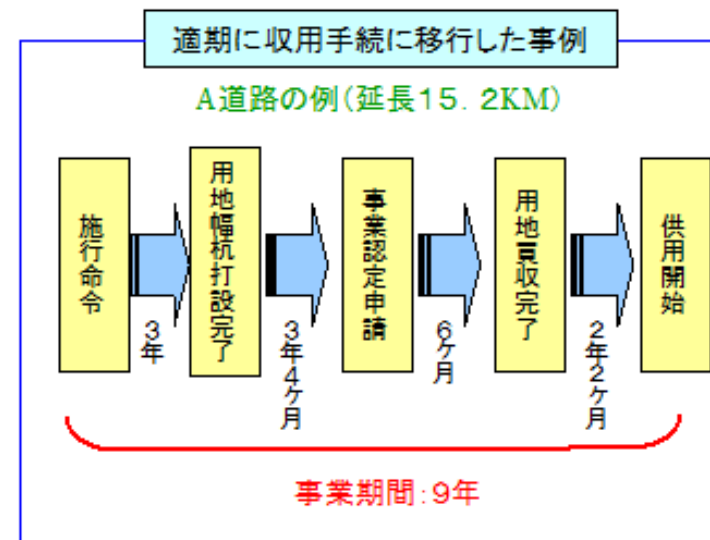 適期に収用手続に移行した事例
A道路の例(延長15.2KM)
施行命令
3年
用地幅杭打設完了
3年4ヶ月
事業認定申請
6ヶ月
用地買収完了
2年2ヶ月
供用開始
事業期間:9年